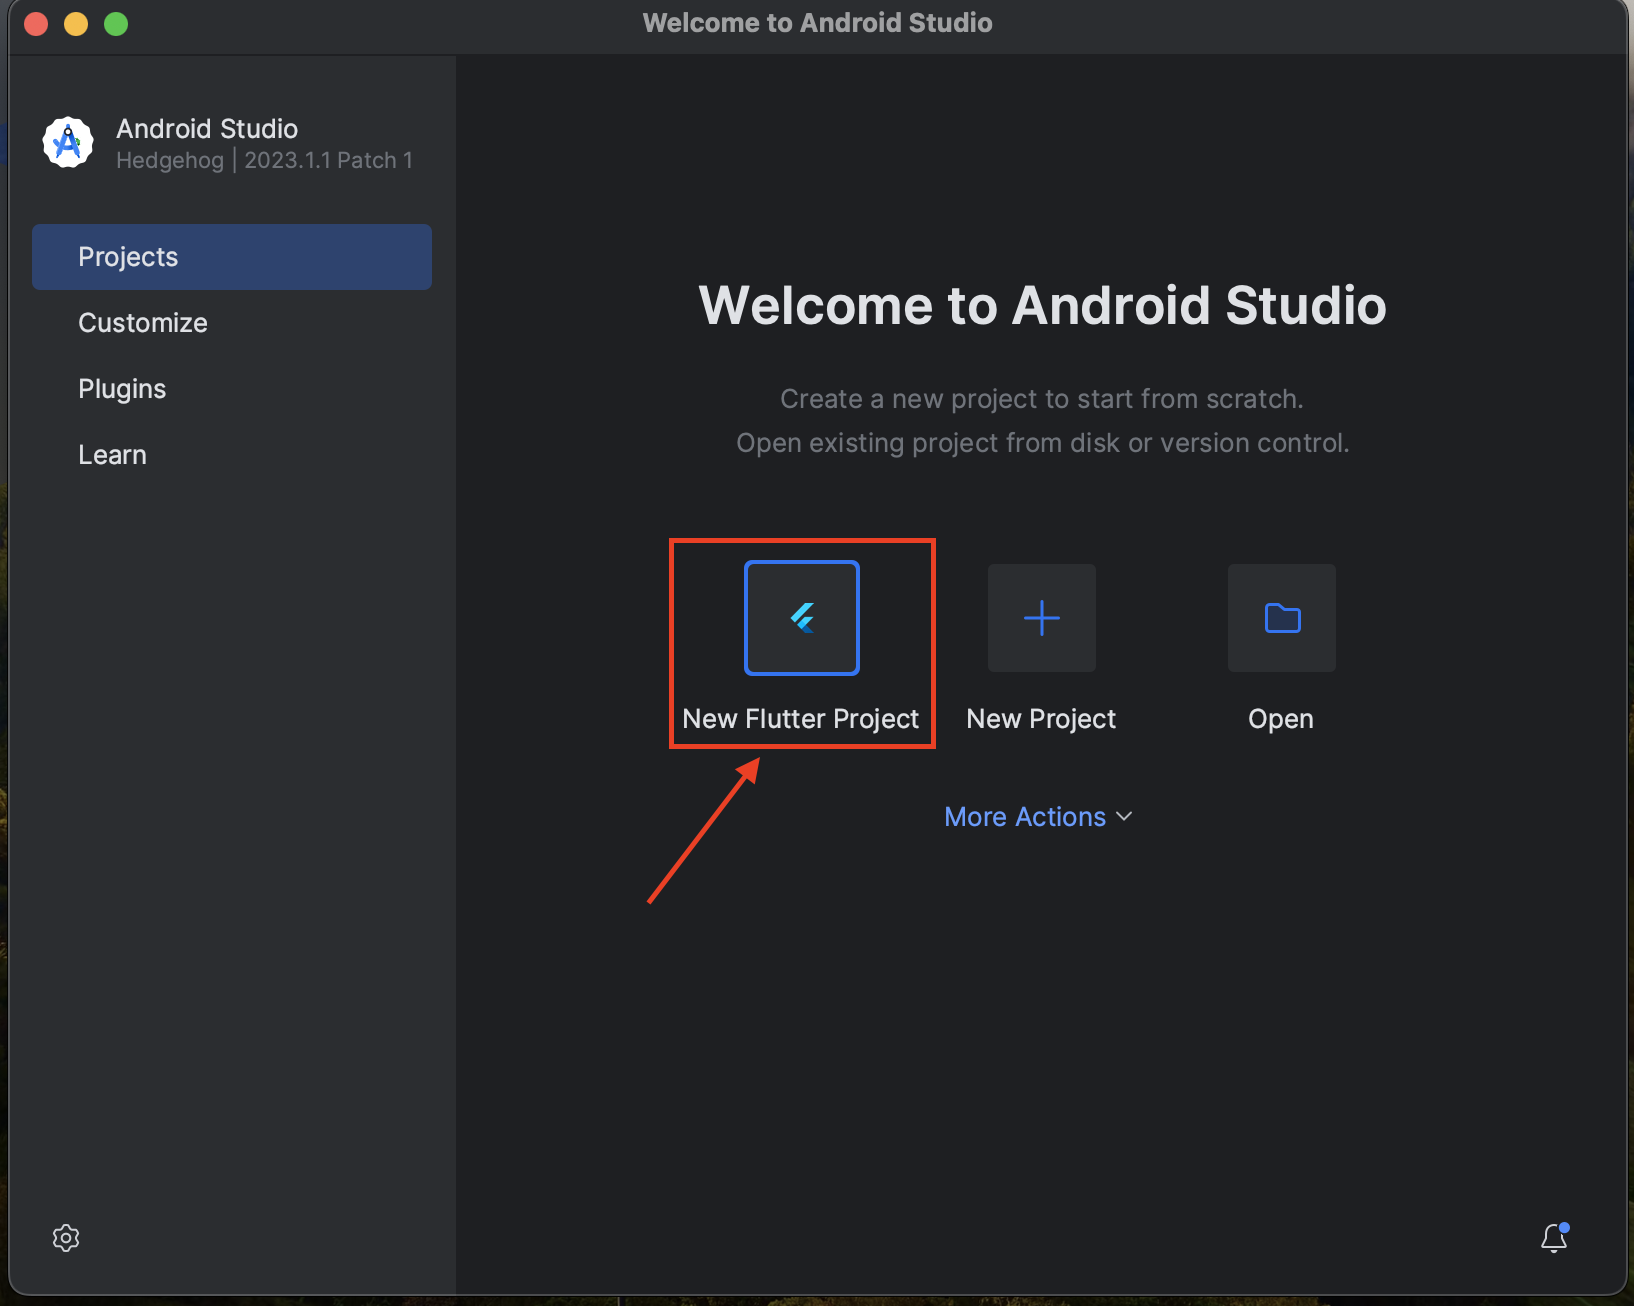 Welcome to Android Studio
Android Studio
Hedgehog | 2023.1.1 Patch 1
Projects
Customize
Plugins
Learn
Welcome to Android Studio
Create a new project to start from scratch.
Open existing project from disk or version control.
New Flutter Project
New Project
Open
More Actions